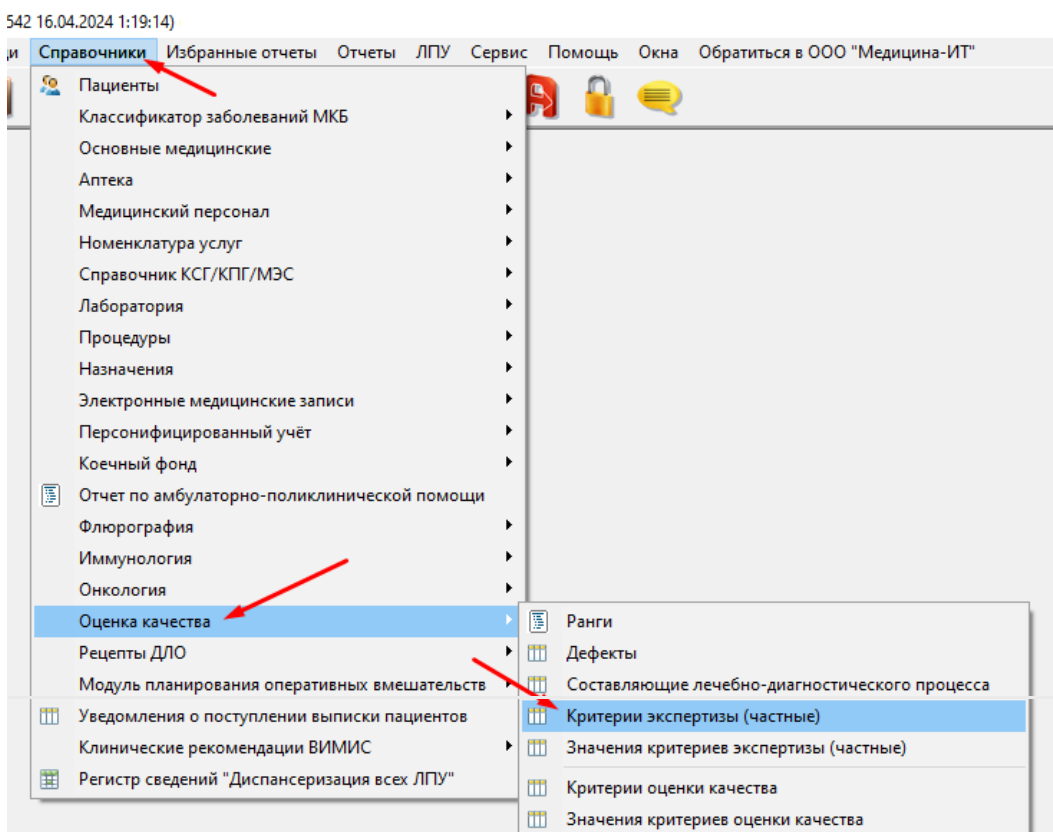 542 16.04.2024 1:19:14)
ди Справочники Избранные отчеты Отчеты ЛПУ Сервис Помощь Окна Обратиться в ООО "Медицина-ИТ"
Пациенты
Классификатор заболеваний МКБ
Основные медицинские
Аптека
Медицинский персонал
Номенклатура услуг
Справочник КСГ/КПГ/МЭС
Лаборатория
Процедуры
Назначения
Электронные медицинские записи
Персонифицированный учёт
Коечный фонд
Отчет по амбулаторно-поликлинической помощи
Флюрография
Иммунология
Онкология
Оценка качества
Рецепты ДЛО
Модуль планирования оперативных вмешательств
Уведомления о поступлении выписки пациентов
Клинические рекомендации ВИМИС
Регистр сведений "Диспансеризация всех ЛПУ"
Ранги
Дефекты
Составляющие лечебно-диагностического процесса
Критерии экспертизы (частные)
Значения критериев экспертизы (частные)
Критерии оценки качества
Значения критериев оценки качества